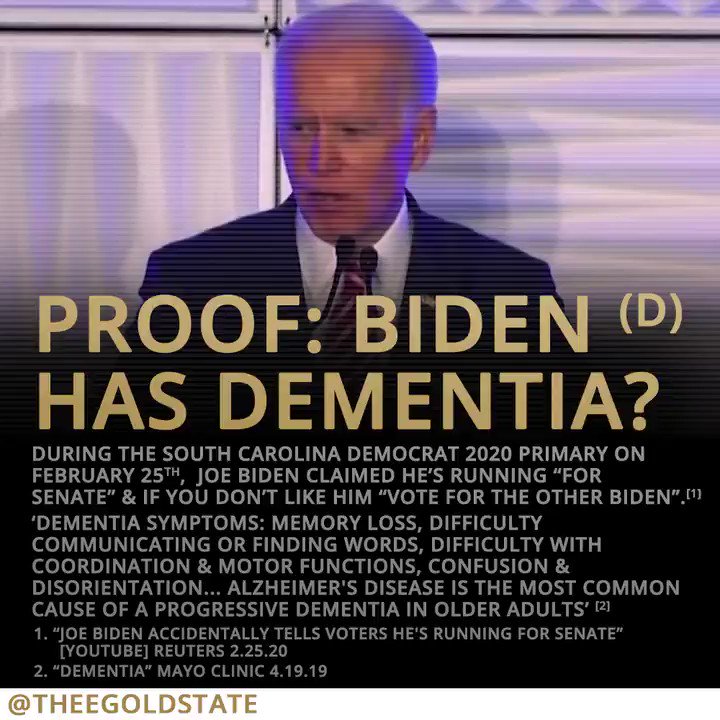 PROOF: BIDEN (D)
HAS DEMENTIA?
DURING THE SOUTH CAROLINA DEMOCRAT 2020 PRIMARY ON
FEBRUARY 25TH, JOE BIDEN CLAIMED HE'S RUNNING “FOR
SENATE” & IF YOU DON'T LIKE HIM “VOTE FOR THE OTHER BIDEN”.[1]
‘DEMENTIA SYMPTOMS: MEMORY LOSS, DIFFICULTY
COMMUNICATING OR FINDING WORDS, DIFFICULTY WITH
COORDINATION & MOTOR FUNCTIONS, CONFUSION &
DISORIENTATION... ALZHEIMER'S DISEASE IS THE MOST COMMON
CAUSE OF A PROGRESSIVE DEMENTIA IN OLDER ADULTS’ [2]
1. “JOE BIDEN ACCIDENTALLY TELLS VOTERS HE'S RUNNING FOR SENATE”
[YOUTUBE] REUTERS 2.25.20
2. “DEMENTIA” MAYO CLINIC 4.19.19
@THEEGOLDSTATE